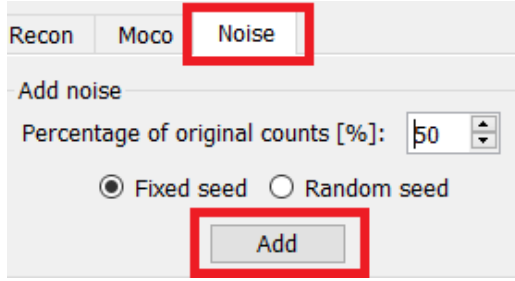 Recon Moco Noise
Add noise
Percentage of original counts [%]: 50
Fixed seed Random seed
Add